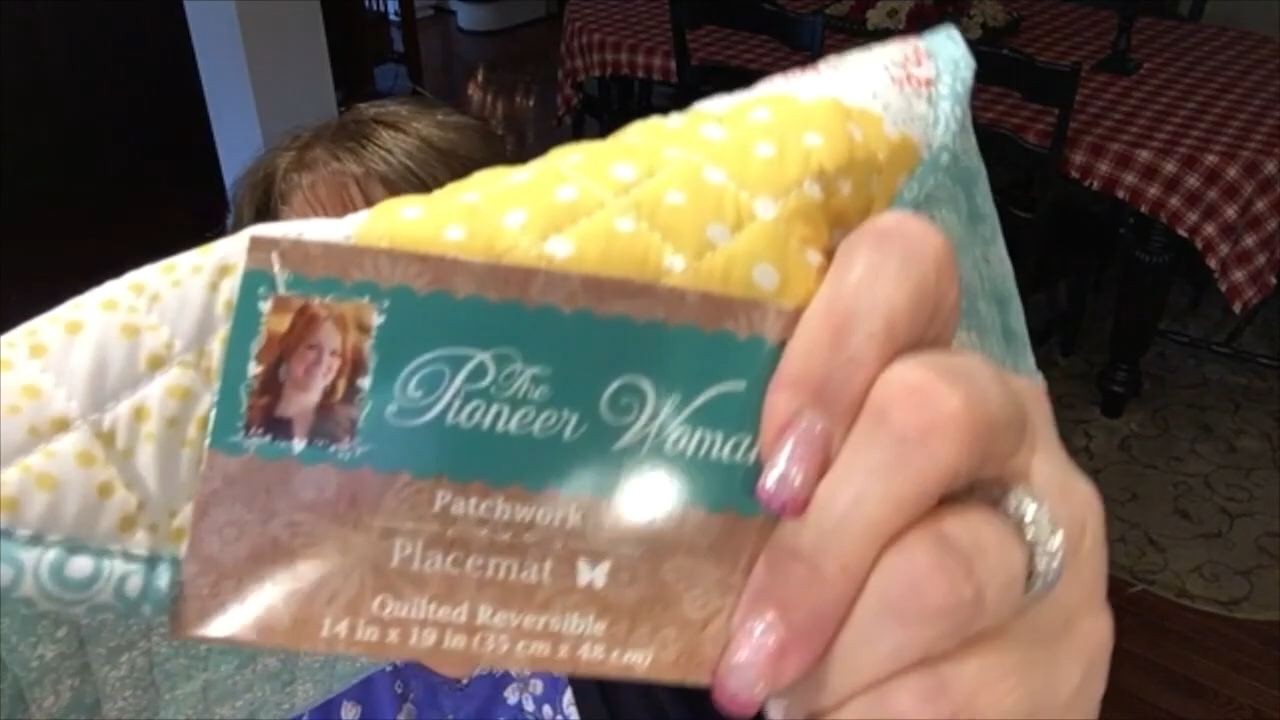 The
Pioneer Woman
Patchwork
Placemat
Quilted Reversible
14 in x 19 in (35 cm x 48 cm)